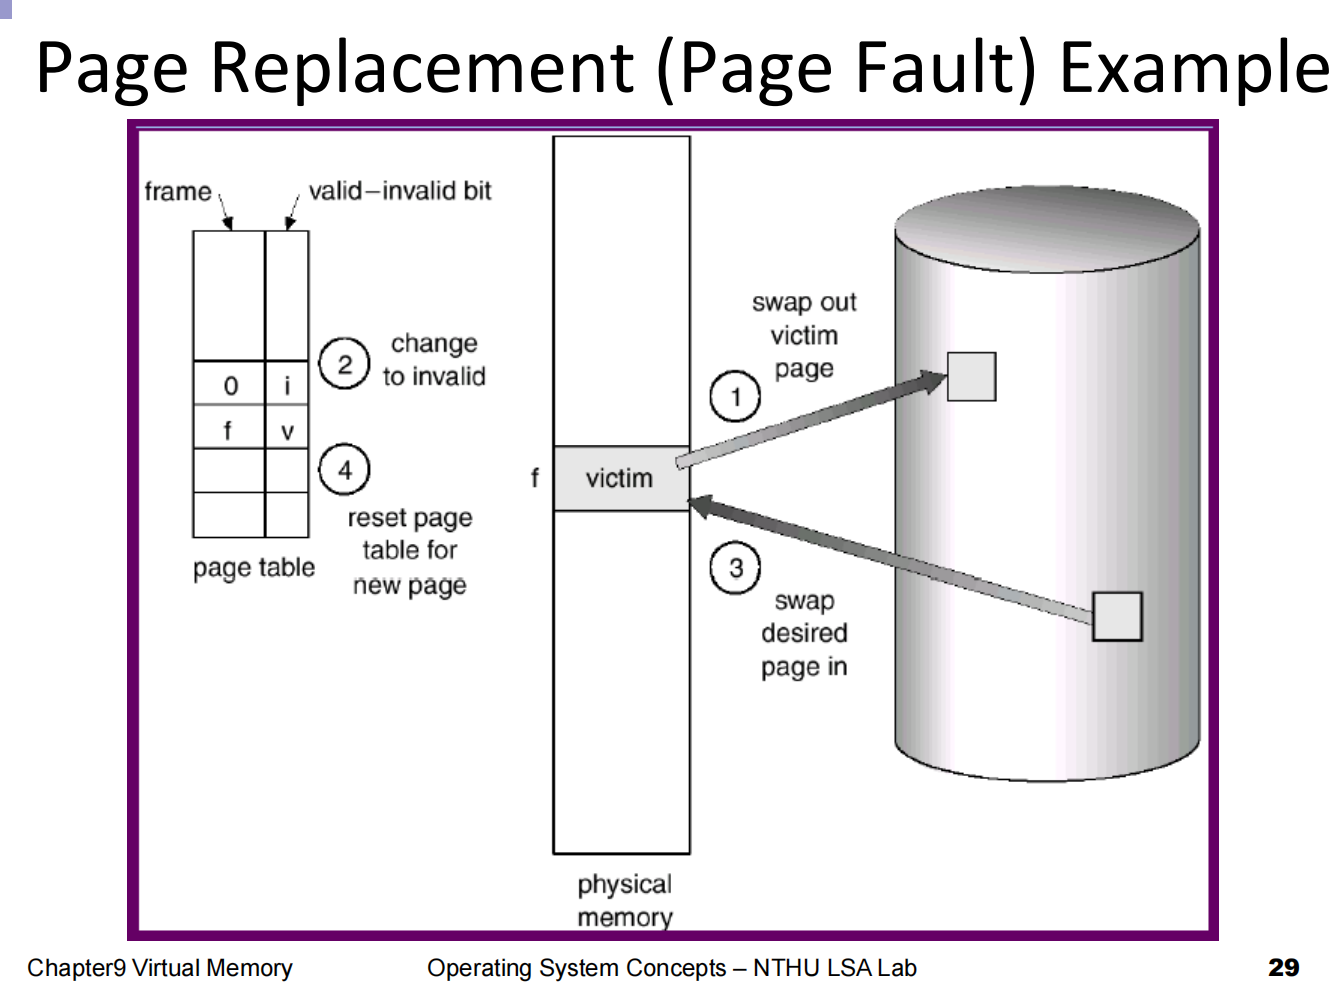 Page Replacement (Page Fault) Example
frame
valid–invalid bit
0 i
f v
2
change
to invalid
4
reset page
table for
new page
page table
f
victim
physical
memory
swap out
victim
page
1
3
swap
desired
page in
Chapter9 Virtual Memory
Operating System Concepts – NTHU LSA Lab
29